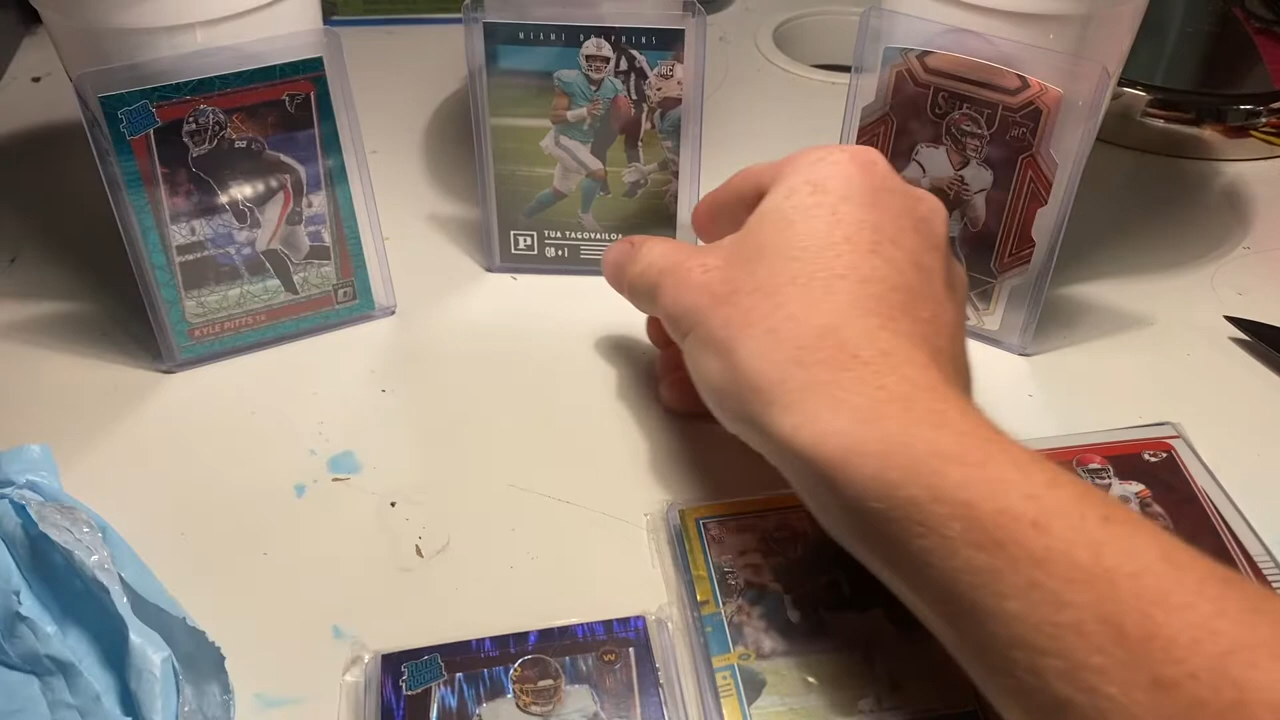 RATED
ROOKIE
KYLE PITTS TE
MIAMI DOLPHINS
RC
P
TUA TAGOVAILOA
QB • 1
SELECT
RC
RATED
ROOKIE
W